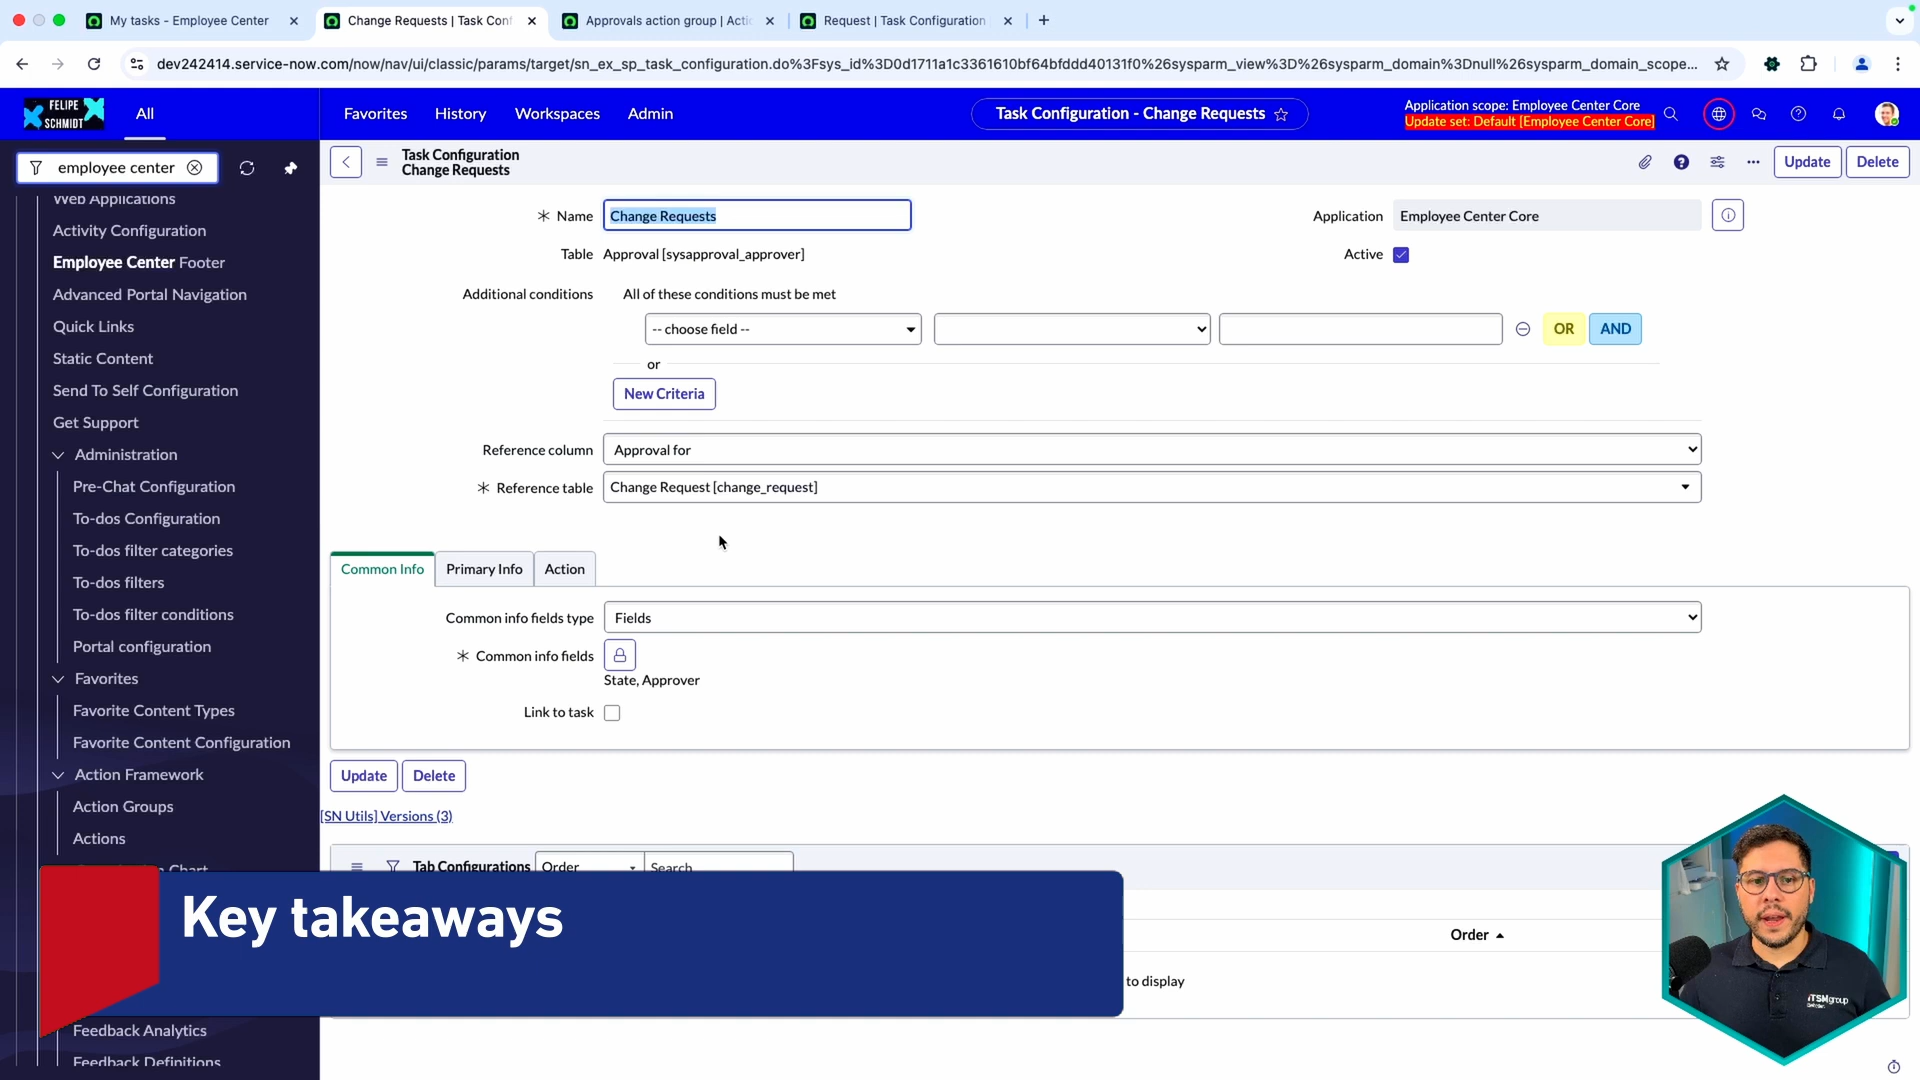 My tasks - Employee Center
Change Requests | Task Conf
Approvals action group | Acti
Request | Task Configuration
dev242414.service-now.com/now/nav/ui/classic/params/target/sn_ex_sp_task_configuration.do%3Fsys_id%3D0d1711a1c3361610bf64bfddd40131f0%26sysparm_view%3D%26sysparm_domain%3Dnull%26sysparm_domain_scope...
FELIPE
SCHMIDT
All
Favorites
History
Workspaces
Admin
Task Configuration - Change Requests
Application scope: Employee Center Core
Update set: Default [Employee Center Core]
employee center
Task Configuration
Change Requests
Update
Delete
Web Applications
Activity Configuration
Employee Center Footer
Advanced Portal Navigation
Quick Links
Static Content
Send To Self Configuration
Get Support
Administration
Pre-Chat Configuration
To-dos Configuration
To-dos filter categories
To-dos filters
To-dos filter conditions
Portal configuration
Favorites
Favorite Content Types
Favorite Content Configuration
Action Framework
Action Groups
Actions
Feedback Analytics
Feedback Definitions
Name
Change Requests
Application
Employee Center Core
Table
Approval [sysapproval_approver]
Active
Additional conditions
All of these conditions must be met
-- choose field --
OR
AND
or
New Criteria
Reference column
Approval for
Reference table
Change Request [change_request]
Common Info
Primary Info
Action
Common info fields type
Fields
Common info fields
State, Approver
Link to task
Update
Delete
[SN Utils] Versions (3)
Tab Configurations
Order
Search
Key takeaways
Order
to display
iTSMgroup